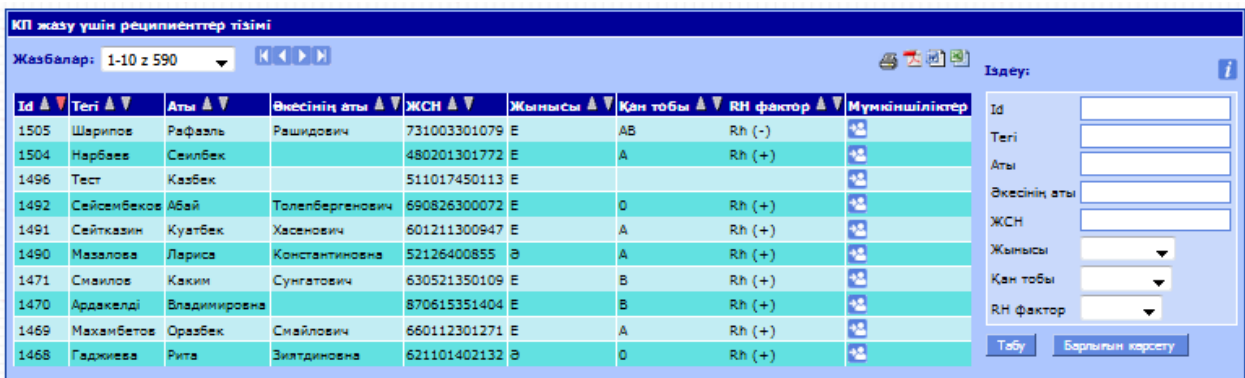 КП жазу үшін реципиенттер тізімі
Жазбалар: 1-10 z 590
Іздеу:
Id Тегі Аты Әкесінің аты ЖСН Жынысы Қан тобы RH фактор Мүмкіншіліктер
1505 Шарипов Рафаэль Рашидович 731003301079 Е AB Rh (-)
1504 Нарбаев Сеилбек 480201301772 Е A Rh (+)
1496 Тест Казбек 511017450113 Е
1492 Сейсембеков Абай Толепбергенович 690826300072 Е 0 Rh (+)
1491 Сейтказин Куатбек Хасенович 601211300947 Е A Rh (+)
1490 Мазалова Лариса Константиновна 52126400855 Ә A Rh (+)
1471 Смаилов Каким Сунгатович 630521350109 Е B Rh (+)
1470 Ардакелді Владимировна 870615351404 Е B Rh (+)
1469 Махамбетов Оразбек Смайлович 660112301271 Е A Rh (+)
1468 Гаджиева Рита Зиятдиновна 621101402132 Ә 0 Rh (+)
Id
Тегі
Аты
Әкесінің аты
ЖСН
Жынысы
Қан тобы
RH фактор
Табу Барлығын көрсету